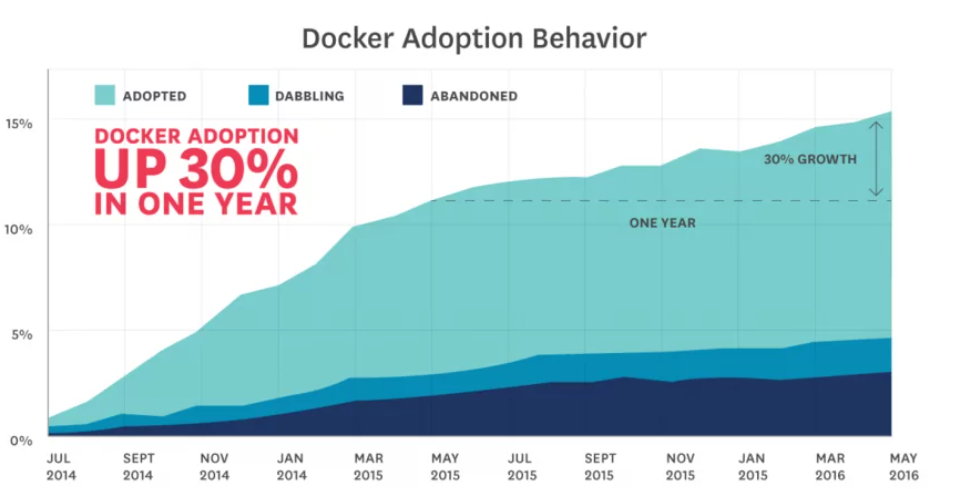 Docker Adoption Behavior
ADOPTED DABBLING ABANDONED
15%
DOCKER ADOPTION
UP 30%
IN ONE YEAR
30% GROWTH
ONE YEAR
10%
5%
0%
JUL SEPT NOV JAN MAR MAY JUL SEPT NOV JAN MAR MAY
2014 2014 2014 2014 2015 2015 2015 2015 2015 2015 2016 2016